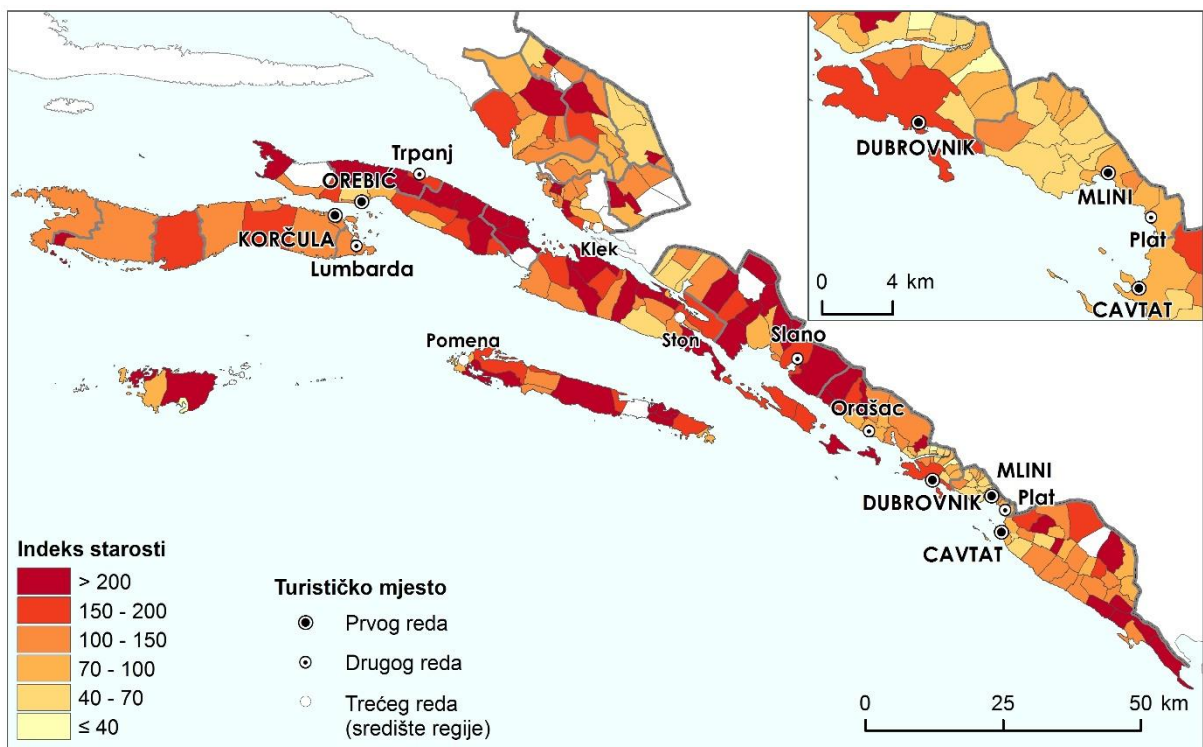 Trpanj
OREBIĆ
KORČULA
Lumbarda
Klek
Pomena
Ston
Slano
Orašac
DUBROVNIK
MLINI
Plat
CAVTAT
DUBROVNIK
MLINI
Plat
CAVTAT
0 4 km
Indeks starosti
> 200
150 - 200
100 - 150
70 - 100
40 - 70
≤ 40
Turističko mjesto
Prvog reda
Drugog reda
Trećeg reda
(središte regije)
0 25 50 km